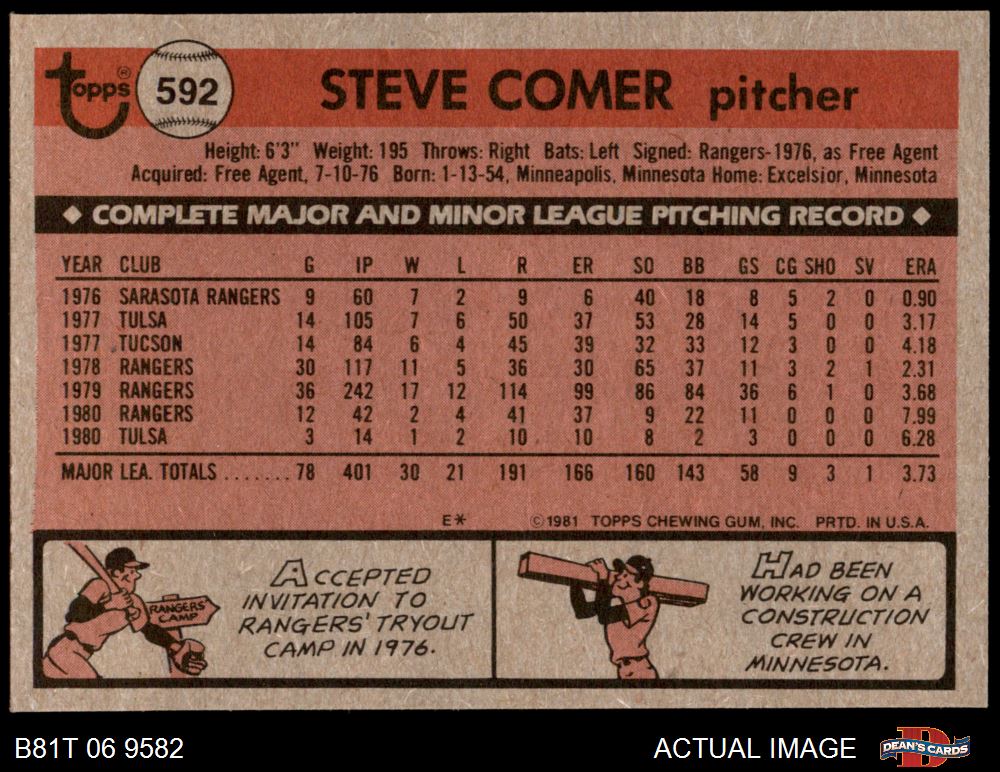 topps® 592 STEVE COMER pitcher
Height: 6'3" Weight: 195 Throws: Right Bats: Left Signed: Rangers-1976, as Free Agent
Acquired: Free Agent, 7-10-76 Born: 1-13-54, Minneapolis, Minnesota Home: Excelsior, Minnesota
◆ COMPLETE MAJOR AND MINOR LEAGUE PITCHING RECORD ◆
YEAR CLUB G IP W L R ER SO BB GS CG SHO SV ERA
1976 SARASOTA RANGERS 9 60 7 2 9 6 40 18 8 5 2 0 0.90
1977 TULSA 14 105 7 6 50 37 53 28 14 5 0 0 3.17
1977 TUCSON 14 84 6 4 45 39 32 33 12 3 0 0 4.18
1978 RANGERS 30 117 11 5 36 30 65 37 11 3 2 1 2.31
1979 RANGERS 36 242 17 12 114 99 86 84 36 6 1 0 3.68
1980 RANGERS 12 42 2 4 41 37 9 22 11 0 0 0 7.99
1980 TULSA 3 14 1 2 10 10 8 2 3 0 0 0 6.28
MAJOR LEA. TOTALS ....... 78 401 30 21 191 166 160 143 58 9 3 1 3.73
E* ©1981 TOPPS CHEWING GUM, INC. PRTD. IN U.S.A.
RANGERS'
CAMP
ACCEPTED
INVITATION TO
RANGERS' TRYOUT
CAMP IN 1976.
HAD BEEN
WORKING ON A
CONSTRUCTION
CREW IN
MINNESOTA.
B81T 06 9582 ACTUAL IMAGE DEAN'S CARDS